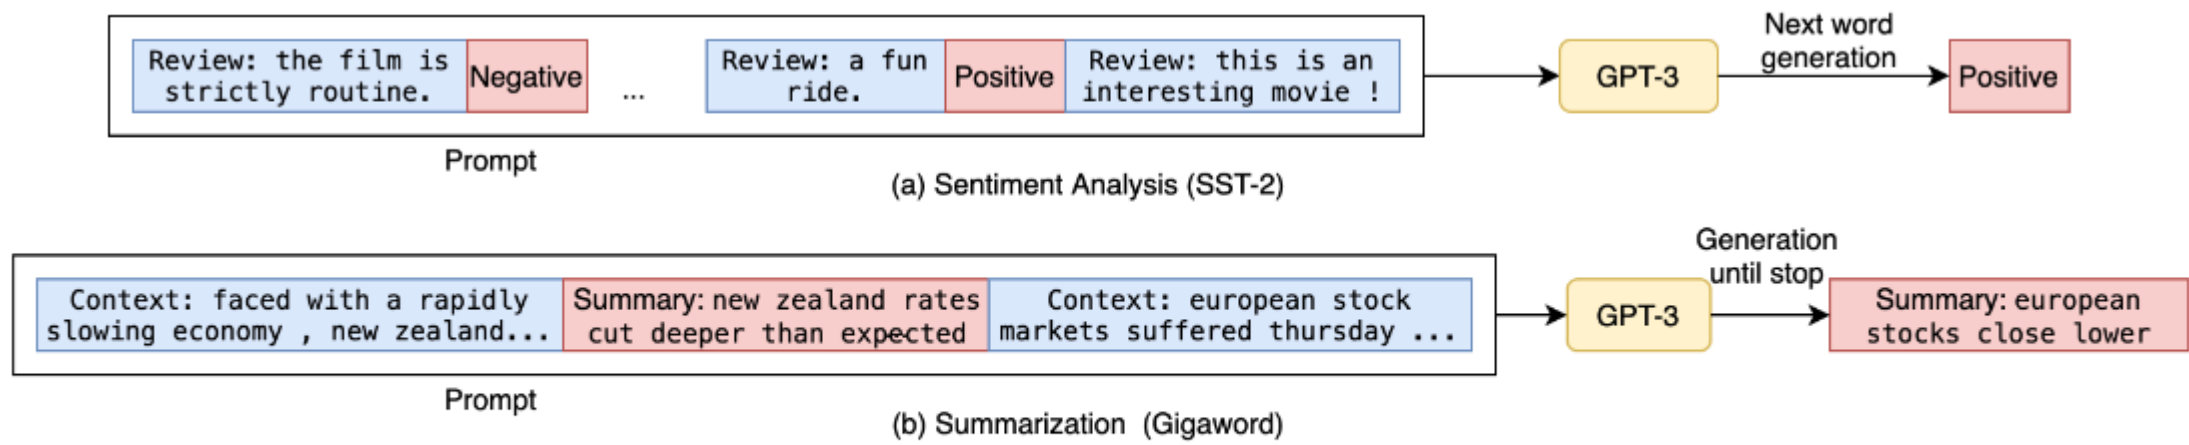 Review: the film is
strictly routine.
Negative
...
Review: a fun
ride.
Positive
Review: this is an
interesting movie !
GPT-3
Next word
generation
Positive
Prompt
(a) Sentiment Analysis (SST-2)
Context: faced with a rapidly
slowing economy , new zealand...
Summary: new zealand rates
cut deeper than expected
Context: european stock
markets suffered thursday ...
GPT-3
Generation
until stop
Summary: european
stocks close lower
Prompt
(b) Summarization (Gigaword)